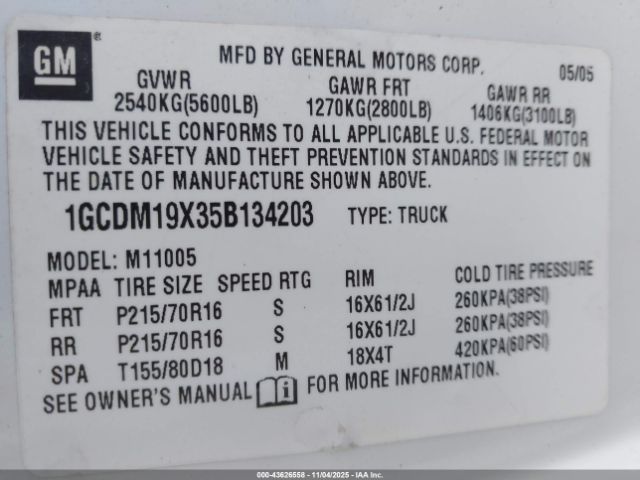 GM
MFD BY GENERAL MOTORS CORP. 05/05
GVWR GAWR FRT GAWR RR
2540KG(5600LB) 1270KG(2800LB) 1406KG(3100LB)
THIS VEHICLE CONFORMS TO ALL APPLICABLE U.S. FEDERAL MOTOR
VEHICLE SAFETY AND THEFT PREVENTION STANDARDS IN EFFECT ON
THE DATE OF MANUFACTURE SHOWN ABOVE.
1GCDM19X35B134203 TYPE: TRUCK
MODEL: M11005
MPAA TIRE SIZE SPEED RTG RIM COLD TIRE PRESSURE
FRT P215/70R16 S 16X61/2J 260KPA(38PSI)
RR P215/70R16 S 16X61/2J 260KPA(38PSI)
SPA T155/80D18 M 18X4T 420KPA(60PSI)
SEE OWNER'S MANUAL i FOR MORE INFORMATION.
000-43626558 - 11/04/2025 - IAA Inc.